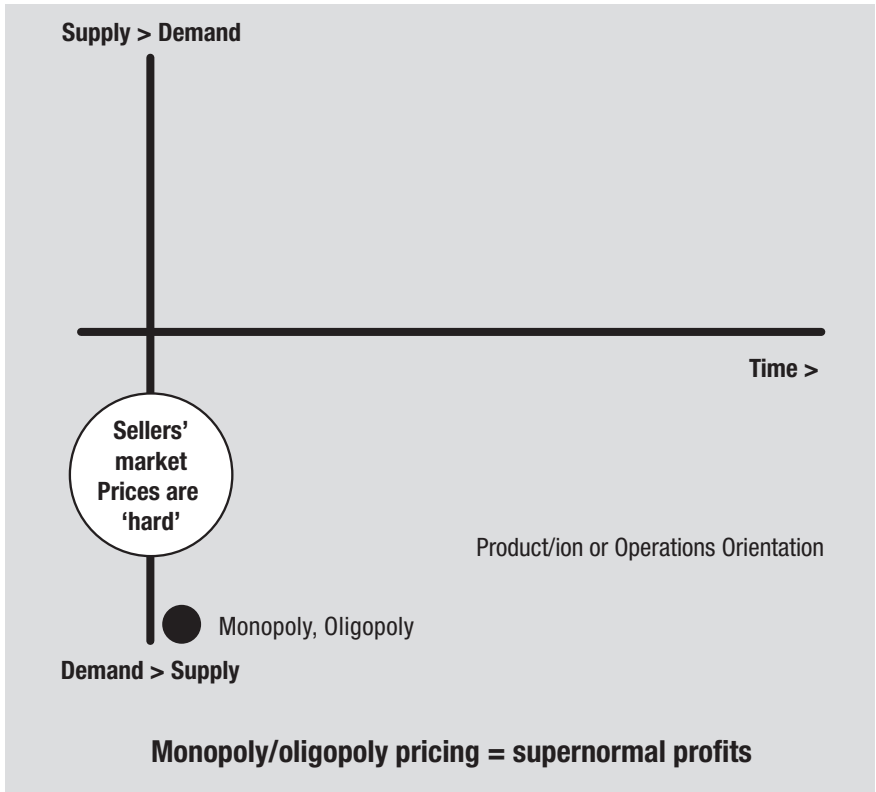 Supply > Demand
Time >
Sellers’
market
Prices are
‘hard’
Product/ion or Operations Orientation
Monopoly, Oligopoly
Demand > Supply
Monopoly/oligopoly pricing = supernormal profits